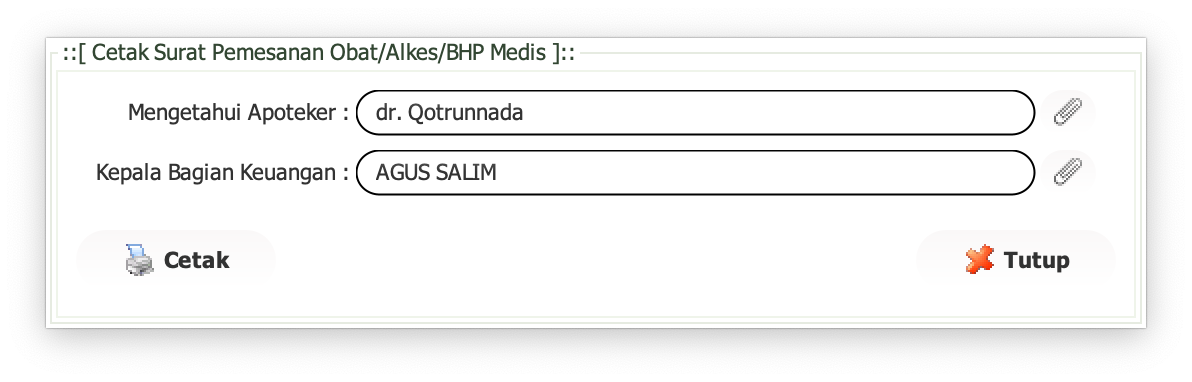 ::[ Cetak Surat Pemesanan Obat/Alkes/BHP Medis ]::
Mengetahui Apoteker : dr. Qotrunnada
Kepala Bagian Keuangan : AGUS SALIM
Cetak Tutup